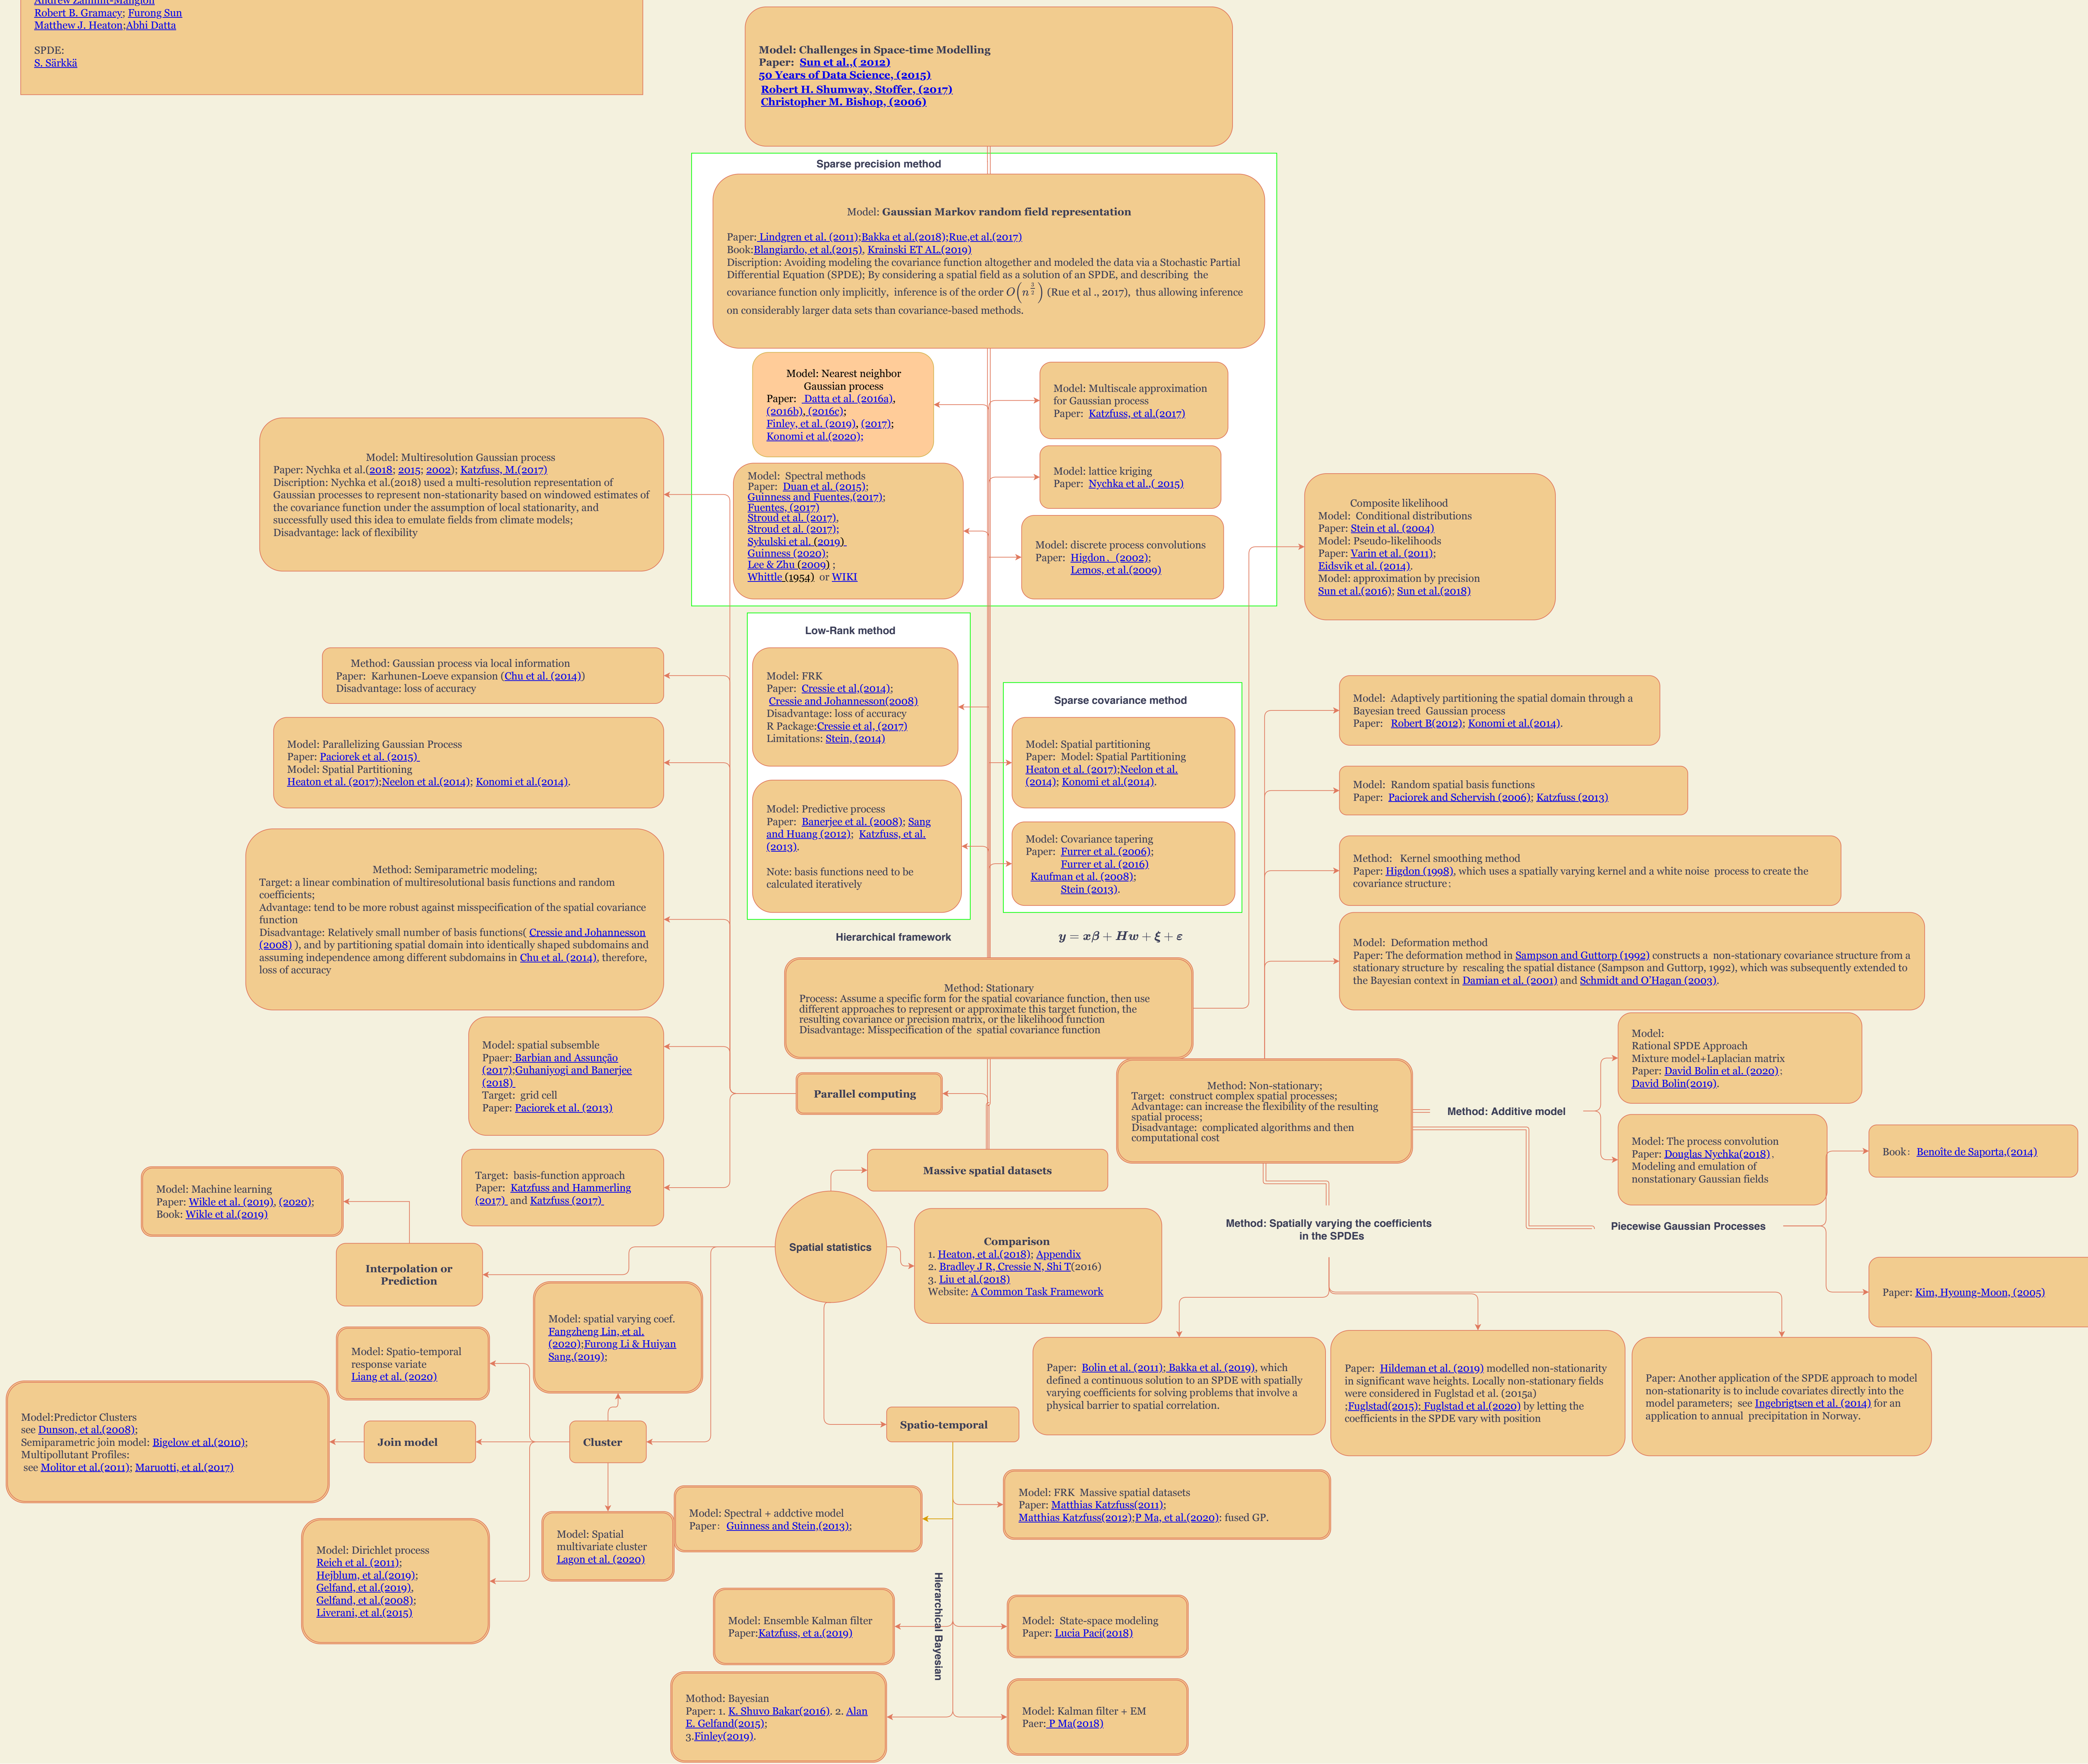 Andrew Zammit-Mangion
Robert B. Gramacy; Furong Sun
Matthew J. Heaton;Abhi Datta
SPDE:
S. Särkkä
Model: Challenges in Space-time Modelling
Paper: Sun et al.,( 2012)
50 Years of Data Science, (2015)
Robert H. Shumway, Stoffer, (2017)
Christopher M. Bishop, (2006)
Sparse precision method
Model: Gaussian Markov random field representation
Paper: Lindgren et al. (2011);Bakka et al.(2018);Rue,et al.(2017)
Book:Blangiardo, et al.(2015), Krainski ET AL.(2019)
Discription: Avoiding modeling the covariance function altogether and modeled the data via a Stochastic Partial
Differential Equation (SPDE); By considering a spatial field as a solution of an SPDE, and describing the
covariance function only implicitly, inference is of the order O(n^{3/2}) (Rue et al ., 2017), thus allowing inference
on considerably larger data sets than covariance-based methods.
Model: Nearest neighbor
Gaussian process
Paper: Datta et al. (2016a),
(2016b), (2016c);
Finley, et al. (2019), (2017);
Konomi et al.(2020);
Model: Multiscale approximation
for Gaussian process
Paper: Katzfuss, et al.(2017)
Model: Spectral methods
Paper: Duan et al. (2015);
Guinness and Fuentes,(2017);
Fuentes, (2017)
Stroud et al. (2017),
Stroud et al. (2017);
Sykulski et al. (2019)
Guinness (2020);
Lee & Zhu (2009) ;
Whittle (1954) or WIKI
Model: lattice kriging
Paper: Nychka et al.,( 2015)
Model: discrete process convolutions
Paper: Higdon . (2002);
Lemos, et al.(2009)
Model: Multiresolution Gaussian process
Paper: Nychka et al.(2018; 2015; 2002); Katzfuss, M.(2017)
Discription: Nychka et al.(2018) used a multi-resolution representation of
Gaussian processes to represent non-stationarity based on windowed estimates of
the covariance function under the assumption of local stationarity, and
successfully used this idea to emulate fields from climate models;
Disadvantage: lack of flexibility
Composite likelihood
Model: Conditional distributions
Paper: Stein et al. (2004)
Model: Pseudo-likelihoods
Paper: Varin et al. (2011);
Eidsvik et al. (2014).
Model: approximation by precision
Sun et al.(2016); Sun et al.(2018)
Low-Rank method
Model: FRK
Paper: Cressie et al,(2014);
Cressie and Johannesson(2008)
Disadvantage: loss of accuracy
R Package:Cressie et al, (2017)
Limitations: Stein, (2014)
Model: Predictive process
Paper: Banerjee et al. (2008); Sang
and Huang (2012); Katzfuss, et al.
(2013).
Note: basis functions need to be
calculated iteratively
Sparse covariance method
Model: Spatial partitioning
Paper: Model: Spatial Partitioning
Heaton et al. (2017);Neelon et al.
(2014); Konomi et al.(2014).
Model: Covariance tapering
Paper: Furrer et al. (2006);
Furrer et al. (2016)
Kaufman et al. (2008);
Stein (2013).
Method: Gaussian process via local information
Paper: Karhunen-Loeve expansion (Chu et al. (2014))
Disadvantage: loss of accuracy
Model: Parallelizing Gaussian Process
Paper: Paciorek et al. (2015)
Model: Spatial Partitioning
Heaton et al. (2017);Neelon et al.(2014); Konomi et al.(2014).
Method: Semiparametric modeling;
Target: a linear combination of multiresolutional basis functions and random
coefficients;
Advantage: tend to be more robust against misspecification of the spatial covariance
function
Disadvantage: Relatively small number of basis functions( Cressie and Johannesson
(2008) ), and by partitioning spatial domain into identically shaped subdomains and
assuming independence among different subdomains in Chu et al. (2014), therefore,
loss of accuracy
Model: Adaptively partitioning the spatial domain through a
Bayesian treed Gaussian process
Paper: Robert B(2012); Konomi et al.(2014).
Model: Random spatial basis functions
Paper: Paciorek and Schervish (2006); Katzfuss (2013)
Method: Kernel smoothing method
Paper: Higdon (1998), which uses a spatially varying kernel and a white noise process to create the
covariance structure;
Model: Deformation method
Paper: The deformation method in Sampson and Guttorp (1992) constructs a non-stationary covariance structure from a
stationary structure by rescaling the spatial distance (Sampson and Guttorp, 1992), which was subsequently extended to
the Bayesian context in Damian et al. (2001) and Schmidt and O'Hagan (2003).
Hierarchical framework
y = xβ + Hw + ξ + ε
Method: Stationary
Process: Assume a specific form for the spatial covariance function, then use
different approaches to represent or approximate this target function, the
resulting covariance or precision matrix, or the likelihood function
Disadvantage: Misspecification of the spatial covariance function
Model: spatial subsemble
Ppaer: Barbian and Assunção
(2017);Guhaniyogi and Banerjee
(2018)
Target: grid cell
Paper: Paciorek et al. (2013)
Parallel computing
Method: Non-stationary;
Target: construct complex spatial processes;
Advantage: can increase the flexibility of the resulting
spatial process;
Disadvantage: complicated algorithms and then
computational cost
Method: Additive model
Model:
Rational SPDE Approach
Mixture model+Laplacian matrix
Paper: David Bolin et al. (2020);
David Bolin(2019).
Model: The process convolution
Paper: Douglas Nychka(2018),
Modeling and emulation of
nonstationary Gaussian fields
Book: Benoîte de Saporta,(2014)
Piecewise Gaussian Processes
Paper: Kim, Hyoung-Moon, (2005)
Target: basis-function approach
Paper: Katzfuss and Hammerling
(2017) and Katzfuss (2017)
Massive spatial datasets
Model: Machine learning
Paper: Wikle et al. (2019), (2020);
Book: Wikle et al.(2019)
Interpolation or
Prediction
Spatial statistics
Comparison
1. Heaton, et al.(2018); Appendix
2. Bradley J R, Cressie N, Shi T(2016)
3. Liu et al.(2018)
Website: A Common Task Framework
Method: Spatially varying the coefficients
in the SPDEs
Paper: Bolin et al. (2011); Bakka et al. (2019), which
defined a continuous solution to an SPDE with spatially
varying coefficients for solving problems that involve a
physical barrier to spatial correlation.
Paper: Hildeman et al. (2019) modelled non-stationarity
in significant wave heights. Locally non-stationary fields
were considered in Fuglstad et al. (2015a)
;Fuglstad(2015); Fuglstad et al.(2020) by letting the
coefficients in the SPDE vary with position
Paper: Another application of the SPDE approach to model
non-stationarity is to include covariates directly into the
model parameters; see Ingebrigtsen et al. (2014) for an
application to annual precipitation in Norway.
Model: spatial varying coef.
Fangzheng Lin, et al.
(2020);Furong Li & Huiyan
Sang,(2019);
Model: Spatio-temporal
response variate
Liang et al. (2020)
Model:Predictor Clusters
see Dunson, et al.(2008);
Semiparametric join model: Bigelow et al.(2010);
Multipollutant Profiles:
see Molitor et al.(2011); Maruotti, et al.(2017)
Join model
Cluster
Spatio-temporal
Model: Dirichlet process
Reich et al. (2011);
Hejblum, et al.(2019);
Gelfand, et al.(2019),
Gelfand, et al.(2008);
Liverani, et al.(2015)
Model: Spatial
multivariate cluster
Lagon et al. (2020)
Model: Spectral + addctive model
Paper: Guinness and Stein,(2013);
Model: FRK Massive spatial datasets
Paper: Matthias Katzfuss(2011);
Matthias Katzfuss(2012);P Ma, et al.(2020): fused GP.
Hierarchical Bayesian
Model: Ensemble Kalman filter
Paper:Katzfuss, et a.(2019)
Model: State-space modeling
Paper: Lucia Paci(2018)
Mothod: Bayesian
Paper: 1. K. Shuvo Bakar(2016). 2. Alan
E. Gelfand(2015);
3.Finley(2019).
Model: Kalman filter + EM
Paer: P Ma(2018)